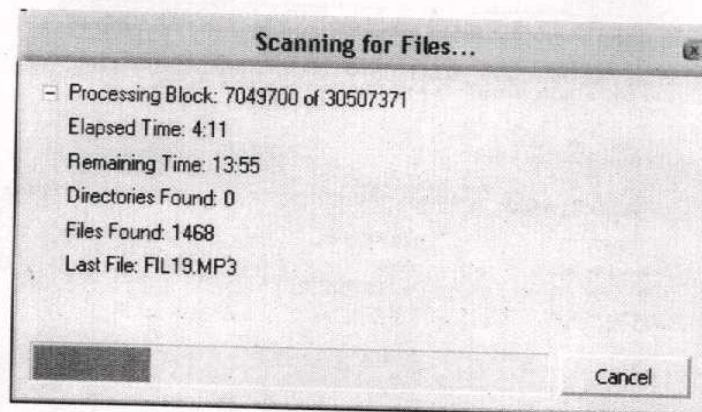 Scanning for Files...
Processing Block: 7049700 of 30507371
Elapsed Time: 4:11
Remaining Time: 13:55
Directories Found: 0
Files Found: 1468
Last File: FIL19.MP3
Cancel